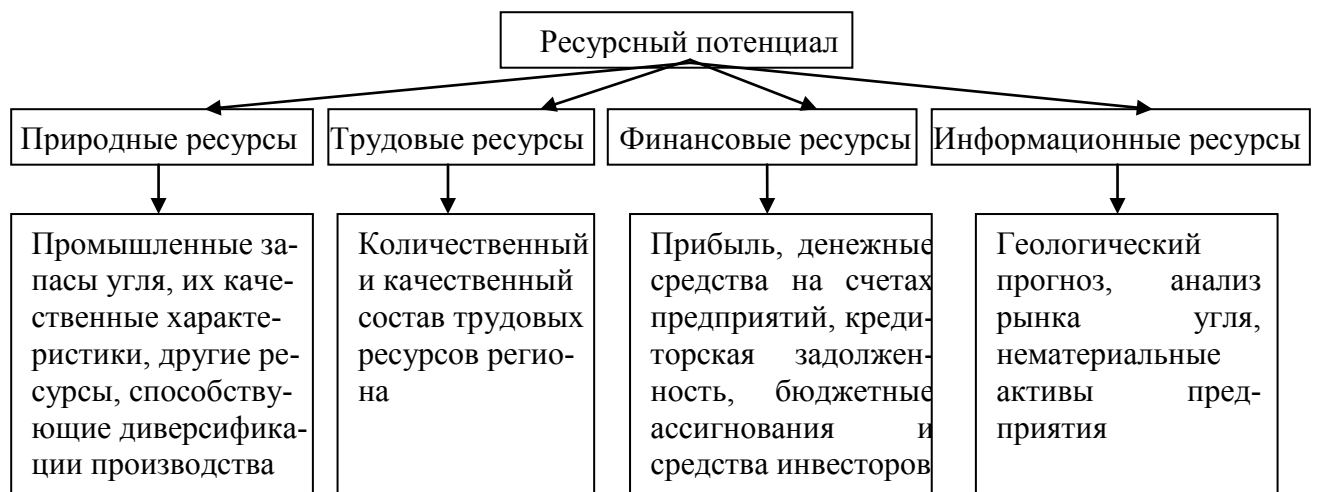 Ресурсный потенциал
Природные ресурсы
Трудовые ресурсы
Финансовые ресурсы
Информационные ресурсы
Промышленные за-
пасы угля, их каче-
ственные характе-
ристики, другие ре-
сурсы, способству-
ющие диверсифика-
ции производства
Количественный
и качественный
состав трудовых
ресурсов регио-
на
Прибыль, денежные
средства на счетах
предприятий, креди-
торская задолжен-
ность, бюджетные
ассигнования и
средства инвесторов
Геологический
прогноз, анализ
рынка угля,
нематериальные
активы пред-
приятия